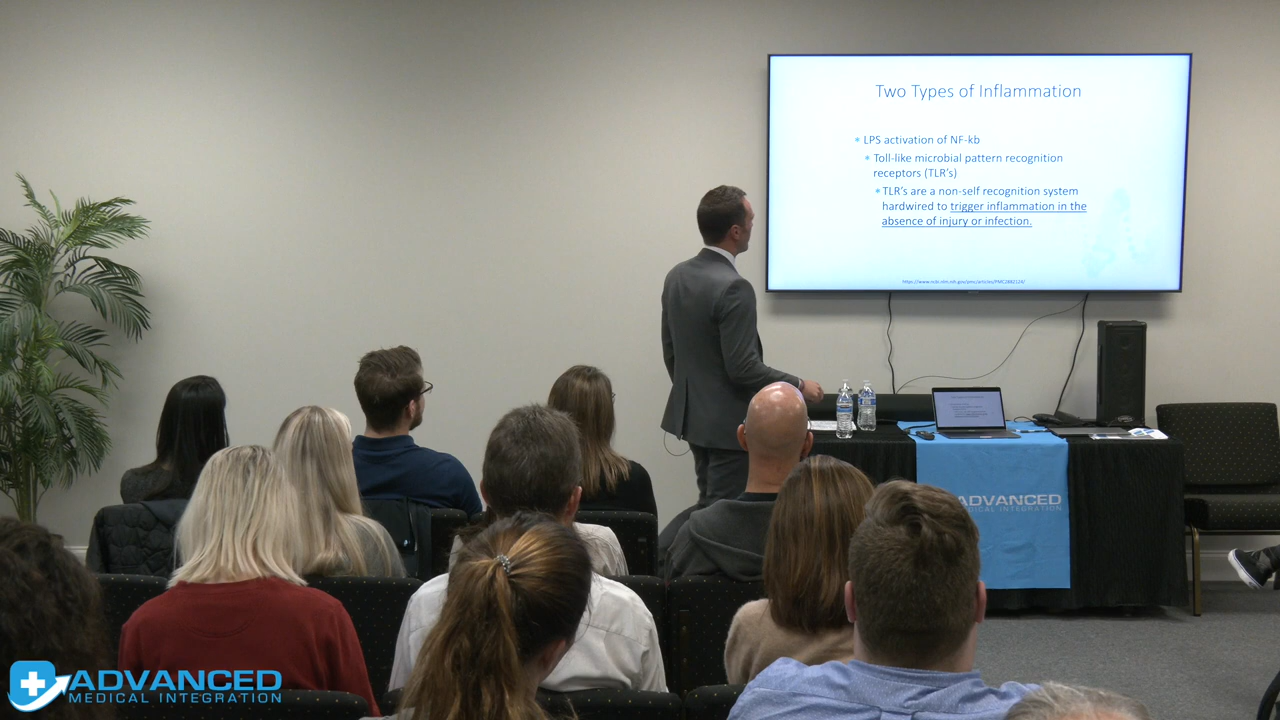 Two Types of Inflammation
* LPS activation of NF-kb
* Toll-like microbial pattern recognition
receptors (TLR's)
* TLR's are a non-self recognition system
hardwired to trigger inflammation in the
absence of injury or infection.
ADVANCED
MEDICAL INTEGRATION
ADVANCED
MEDICAL INTEGRATION